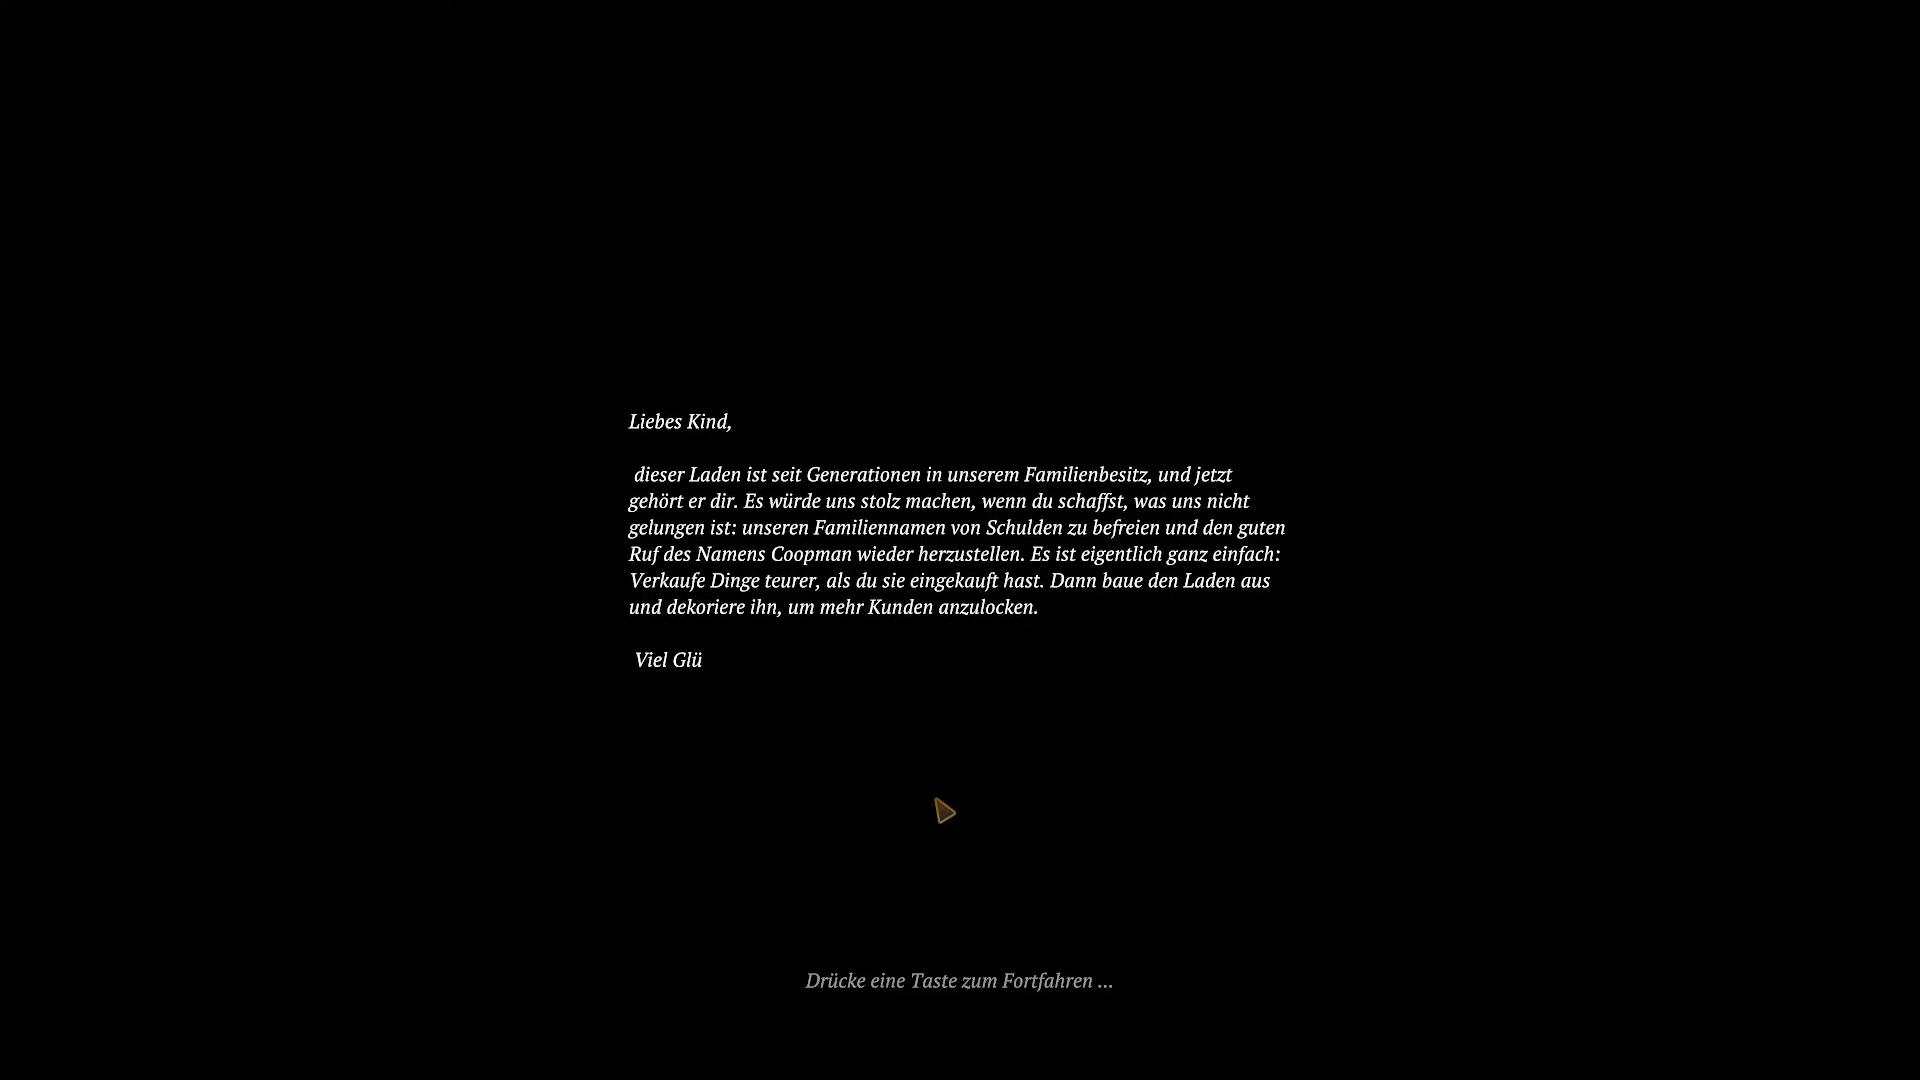 Liebes Kind,
dieser Laden ist seit Generationen in unserem Familienbesitz, und jetzt
gehört er dir. Es würde uns stolz machen, wenn du schaffst, was uns nicht
gelungen ist: unseren Familiennamen von Schulden zu befreien und den guten
Ruf des Namens Coopman wieder herzustellen. Es ist eigentlich ganz einfach:
Verkaufe Dinge teurer, als du sie eingekauft hast. Dann baue den Laden aus
und dekoriere ihn, um mehr Kunden anzulocken.
Viel Glü
Drücke eine Taste zum Fortfahren ...